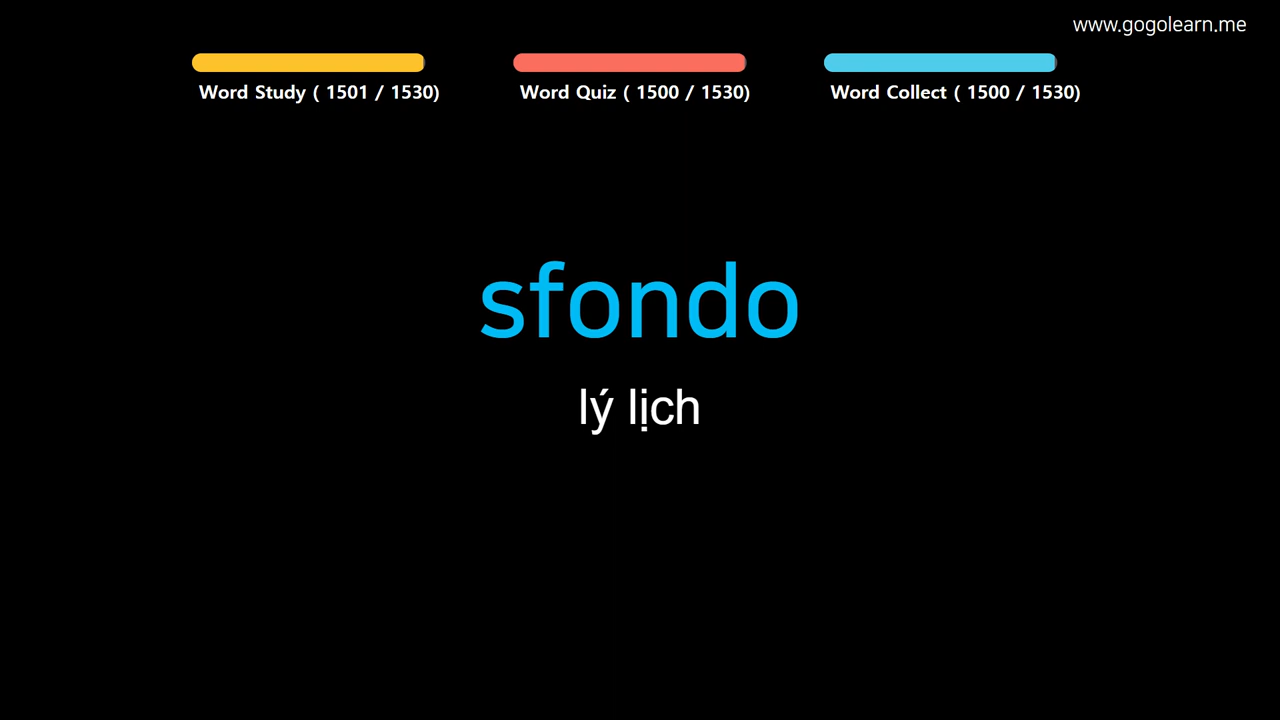 www.gogolearn.me
Word Study ( 1501 / 1530)
Word Quiz ( 1500 / 1530)
Word Collect ( 1500 / 1530)
sfondo
lý lịch